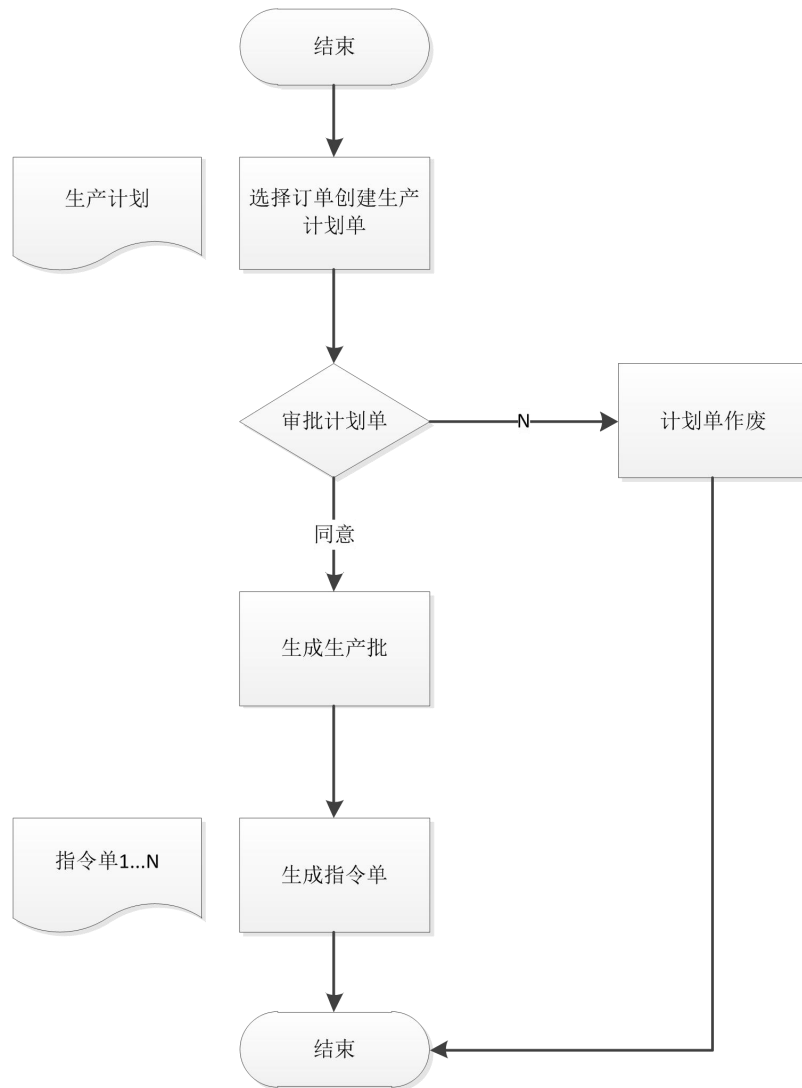 结束
生产计划
选择订单创建生产
计划单
审批计划单
N
计划单作废
同意
生成生产批
指令单1...N
生成指令单
结束